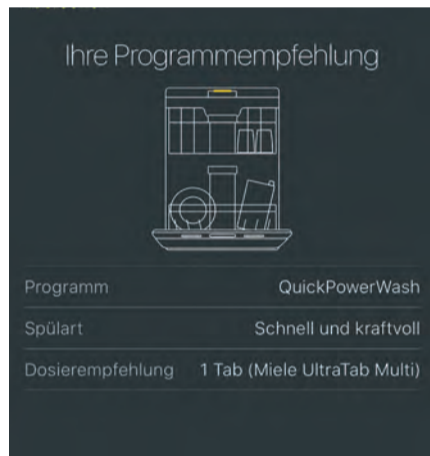 Ihre Programmempfehlung
Programm QuickPowerWash
Spülart Schnell und kraftvoll
Dosierempfehlung 1 Tab (Miele UltraTab Multi)